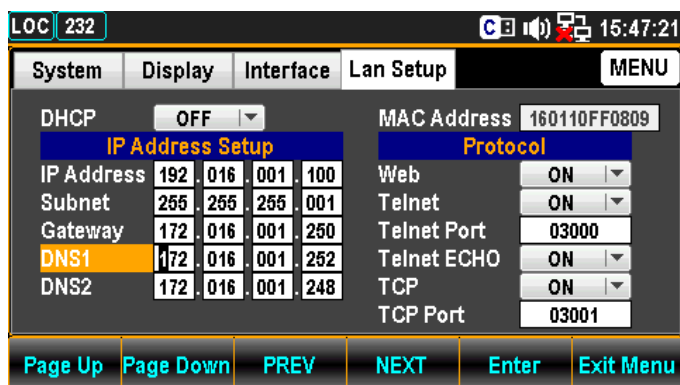 LOC 232 C 15:47:21
System Display Interface Lan Setup MENU
DHCP OFF MAC Address 160110FF0809
IP Address Setup Protocol
IP Address 192 . 016 . 001 . 100 Web ON
Subnet 255 . 255 . 255 . 001 Telnet ON
Gateway 172 . 016 . 001 . 250 Telnet Port 03000
DNS1 172 . 016 . 001 . 252 Telnet ECHO ON
DNS2 172 . 016 . 001 . 248 TCP ON
TCP Port 03001
Page Up Page Down PREV NEXT Enter Exit Menu